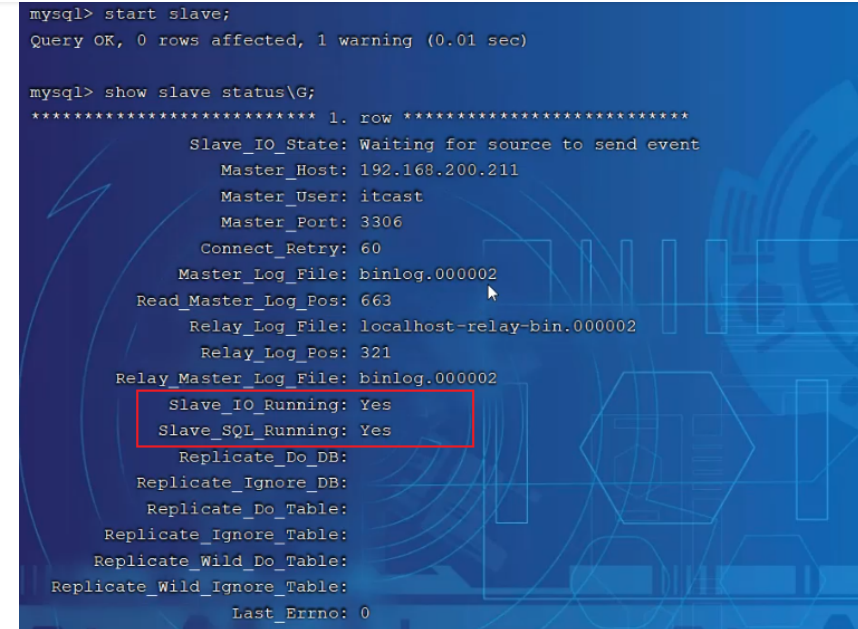 mysql> start slave;
Query OK, 0 rows affected, 1 warning (0.01 sec)
mysql> show slave status\G;
*************************** 1. row ***************************
Slave_IO_State: Waiting for source to send event
Master_Host: 192.168.200.211
Master_User: itcast
Master_Port: 3306
Connect_Retry: 60
Master_Log_File: binlog.000002
Read_Master_Log_Pos: 663
Relay_Log_File: localhost-relay-bin.000002
Relay_Log_Pos: 321
Relay_Master_Log_File: binlog.000002
Slave_IO_Running: Yes
Slave_SQL_Running: Yes
Replicate_Do_DB:
Replicate_Ignore_DB:
Replicate_Do_Table:
Replicate_Ignore_Table:
Replicate_Wild_Do_Table:
Replicate_Wild_Ignore_Table:
Last_Errno: 0